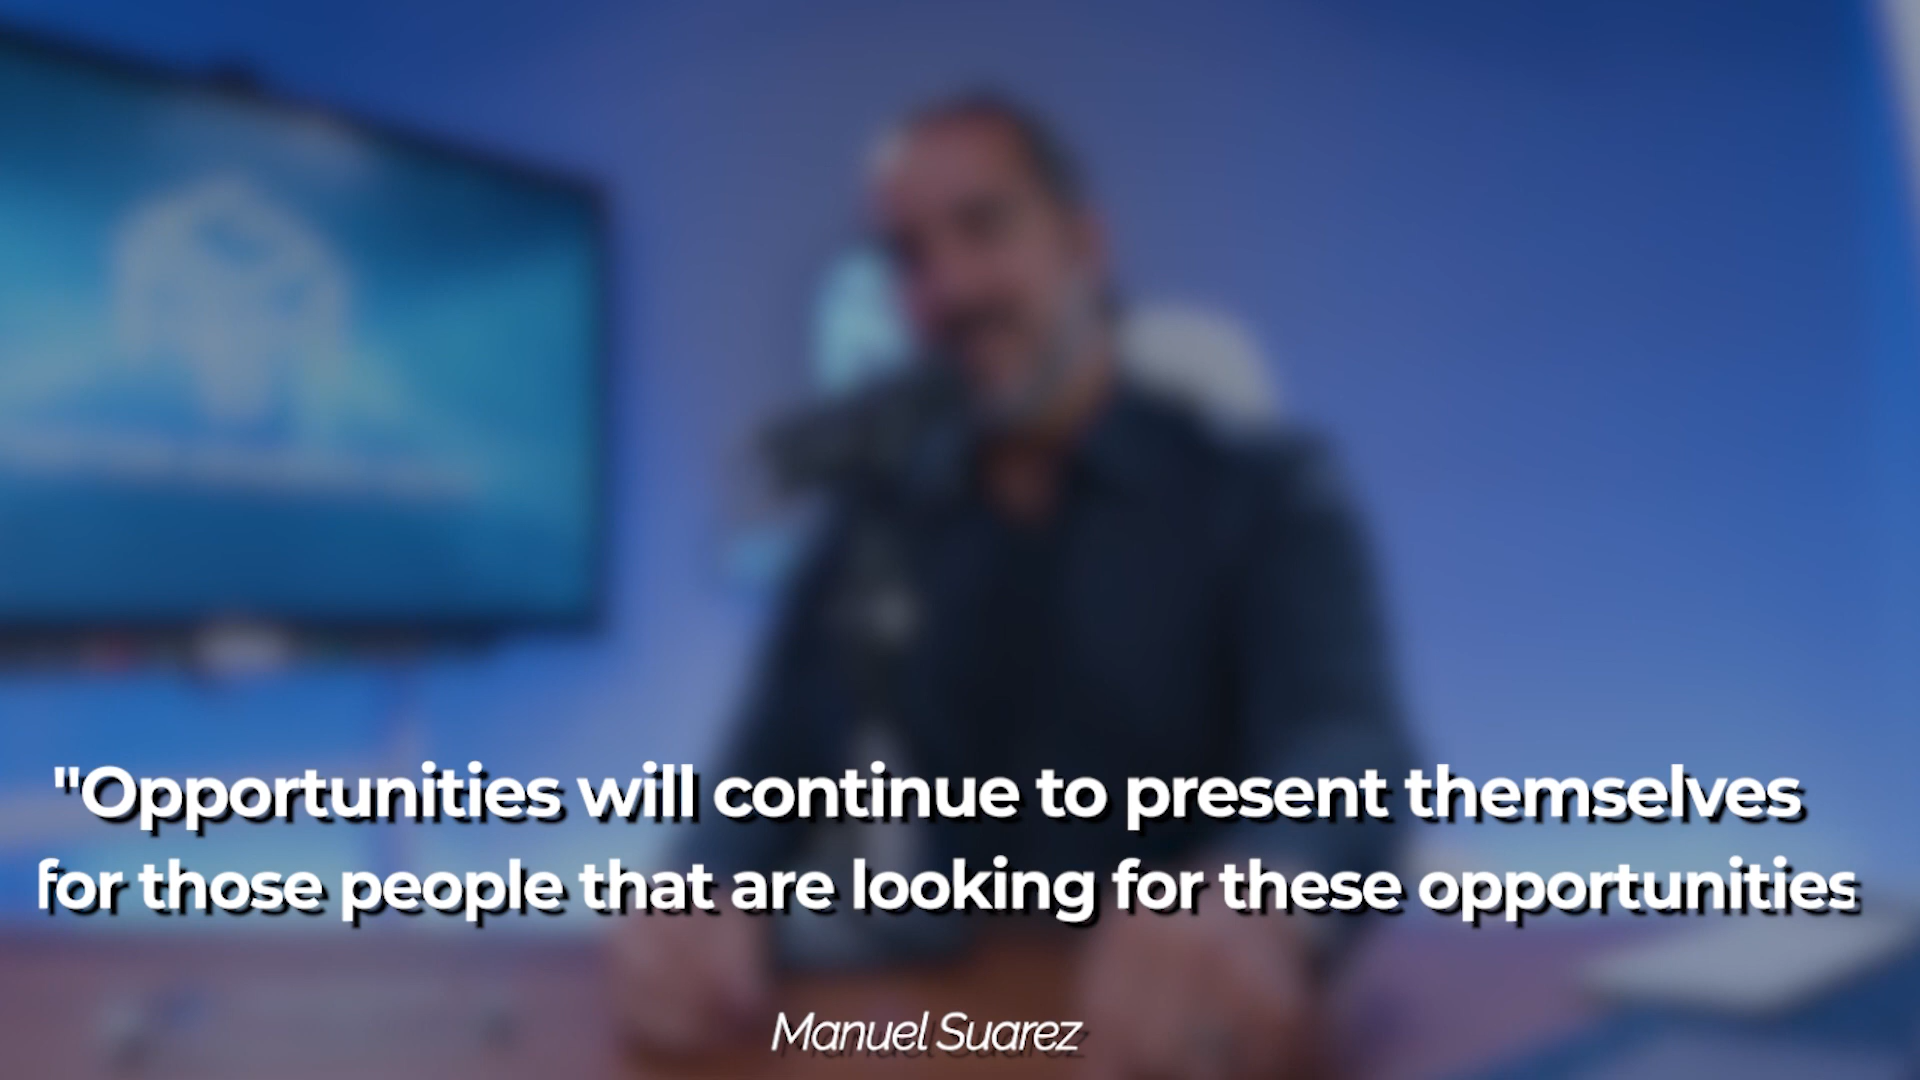 "Opportunities will continue to present themselves
for those people that are looking for these opportunities
Manuel Suarez